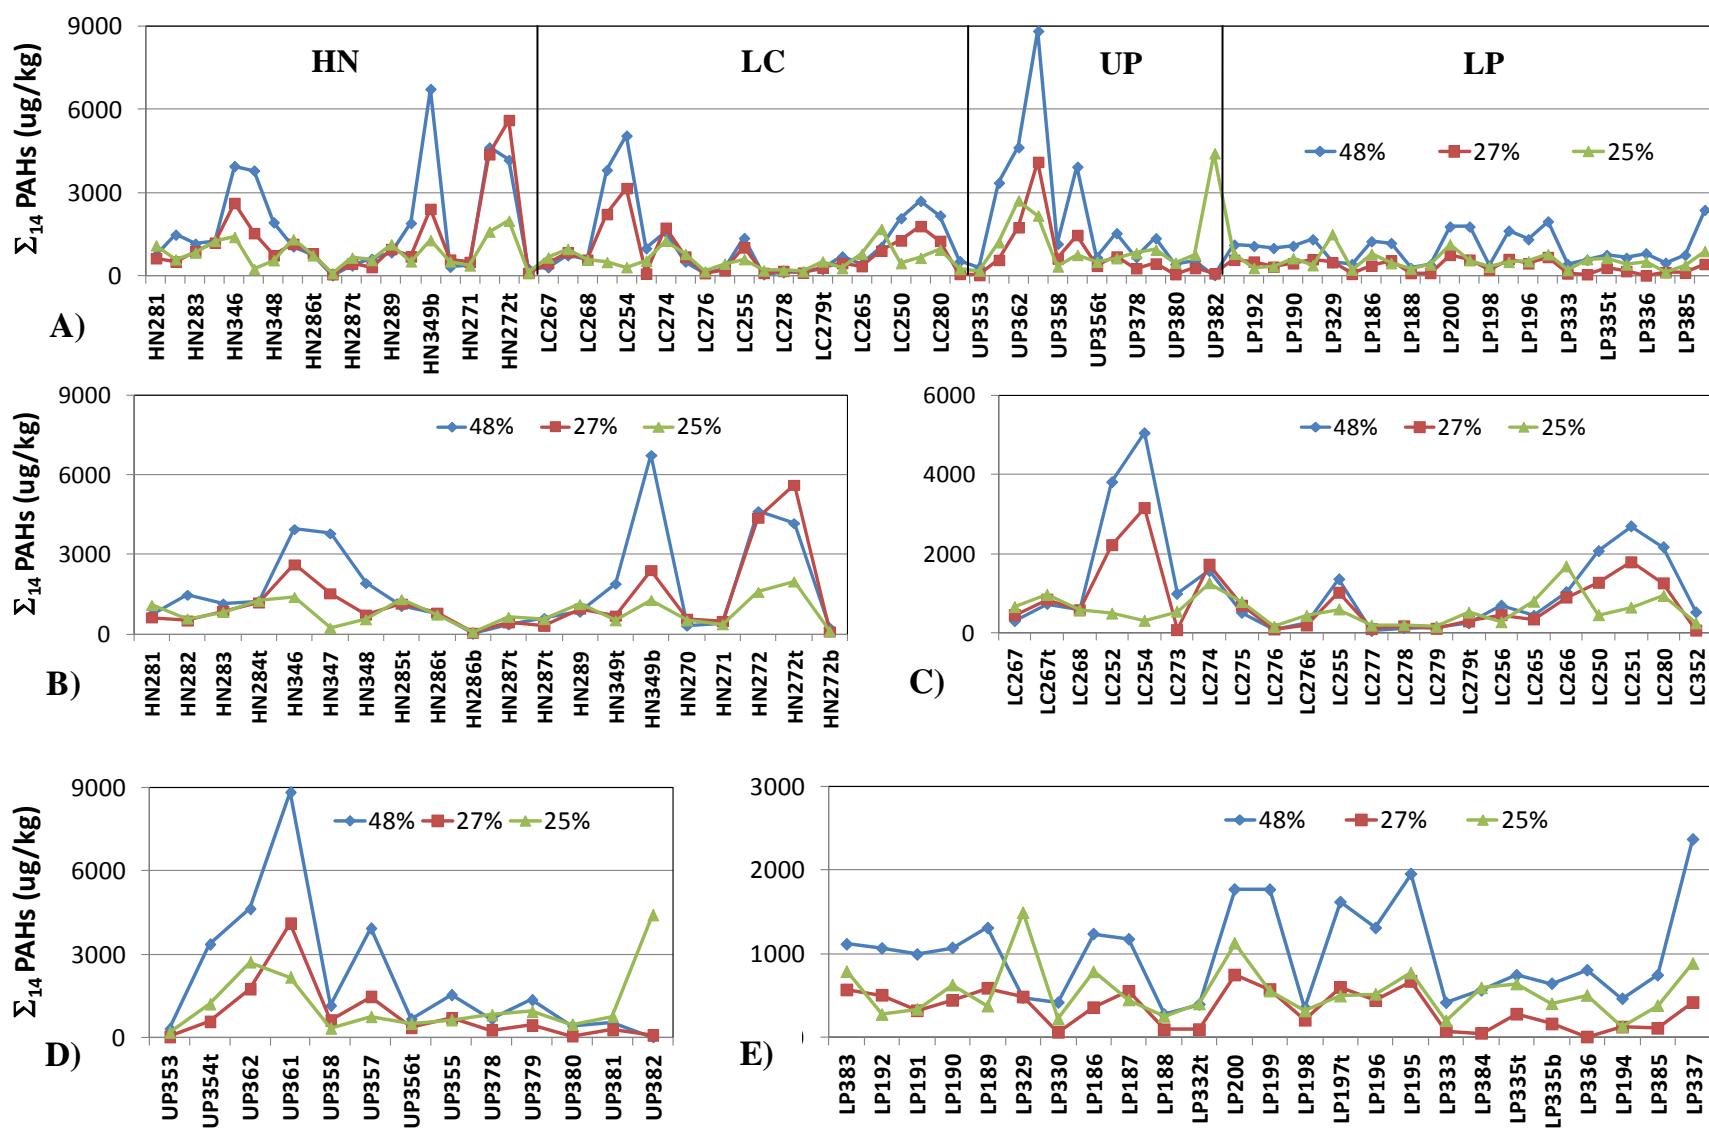 Σ14 PAHs (ug/kg)
9000
6000
3000
0
HN
LC
UP
LP
48%
27%
25%
HN281
HN283
HN346
HN348
HN286t
HN287t
HN289
HN349b
HN271
HN272t
LC267
LC268
LC254
LC274
LC276
LC255
LC278
LC279t
LC265
LC250
LC280
UP353
UP362
UP358
UP356t
UP378
UP380
UP382
LP192
LP190
LP329
LP186
LP188
LP200
LP198
LP196
LP333
LP335t
LP336
LP385
A)
Σ14 PAHs (ug/kg)
9000
6000
3000
0
48%
27%
25%
HN281
HN282
HN283
HN284t
HN346
HN347
HN348
HN285t
HN286t
HN286b
HN287t
HN287t
HN289
HN349t
HN349b
HN270
HN271
HN272
HN272t
HN272b
B)
6000
4000
2000
0
48%
27%
25%
LC267
LC267t
LC268
LC252
LC254
LC273
LC274
LC275
LC276
LC276t
LC255
LC277
LC278
LC279
LC279t
LC256
LC265
LC266
LC250
LC251
LC280
LC352
C)
Σ14 PAHs (ug/kg)
9000
6000
3000
0
48%
27%
25%
UP353
UP354t
UP362
UP361
UP358
UP357
UP356t
UP355
UP378
UP379
UP380
UP381
UP382
D)
3000
2000
1000
48%
27%
25%
LP383
LP192
LP191
LP190
LP189
LP329
LP330
LP186
LP187
LP188
LP332t
LP200
LP199
LP198
LP197t
LP196
LP195
LP333
LP384
LP335t
LP335b
LP336
LP194
LP385
LP337
E)